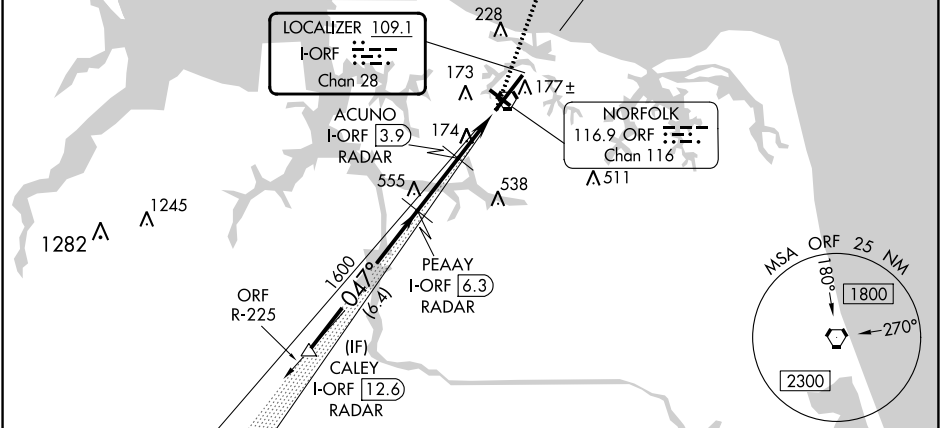 228
LOCALIZER 109.1
I-ORF
Chan 28
173
177 ±
NORFOLK
116.9 ORF
Chan 116
ACUNO
I-ORF 3.9
RADAR
174
555
538
511
1245
1282
PEAAY
I-ORF 6.3
RADAR
1600
047°
(6.4)
ORF
R-225
(IF)
CALEY
I-ORF 12.6
RADAR
MSA ORF 25 NM
180°
1800
270°
2300